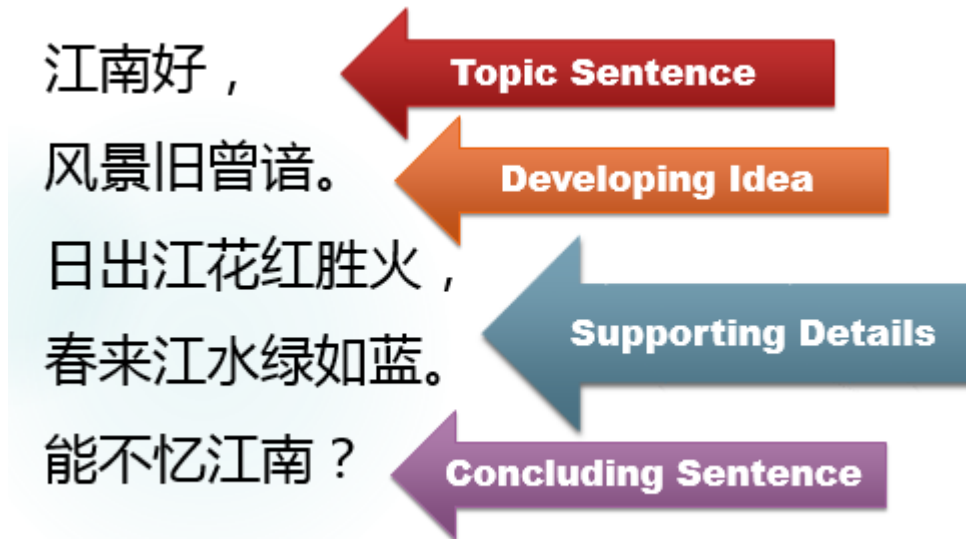 江南好，
Topic Sentence
风景旧曾谙。
Developing Idea
日出江花红胜火，
Supporting Details
春来江水绿如蓝。
能不忆江南？
Concluding Sentence